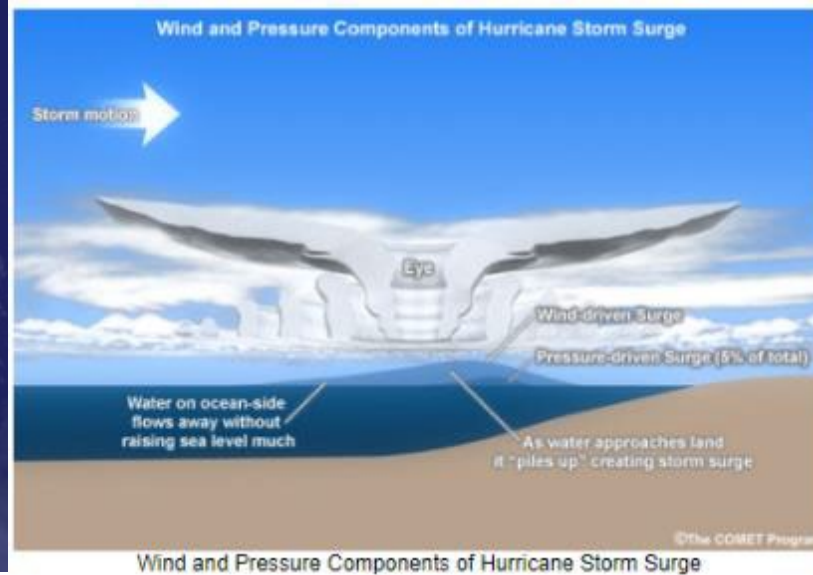 Wind and Pressure Components of Hurricane Storm Surge
Storm motion
Eye
Wind-driven Surge
Pressure-driven Surge (5% of total)
Water on ocean-side
flows away without
raising sea level much
As water approaches land
it "piles up" creating storm surge
©The COMET Program
Wind and Pressure Components of Hurricane Storm Surge